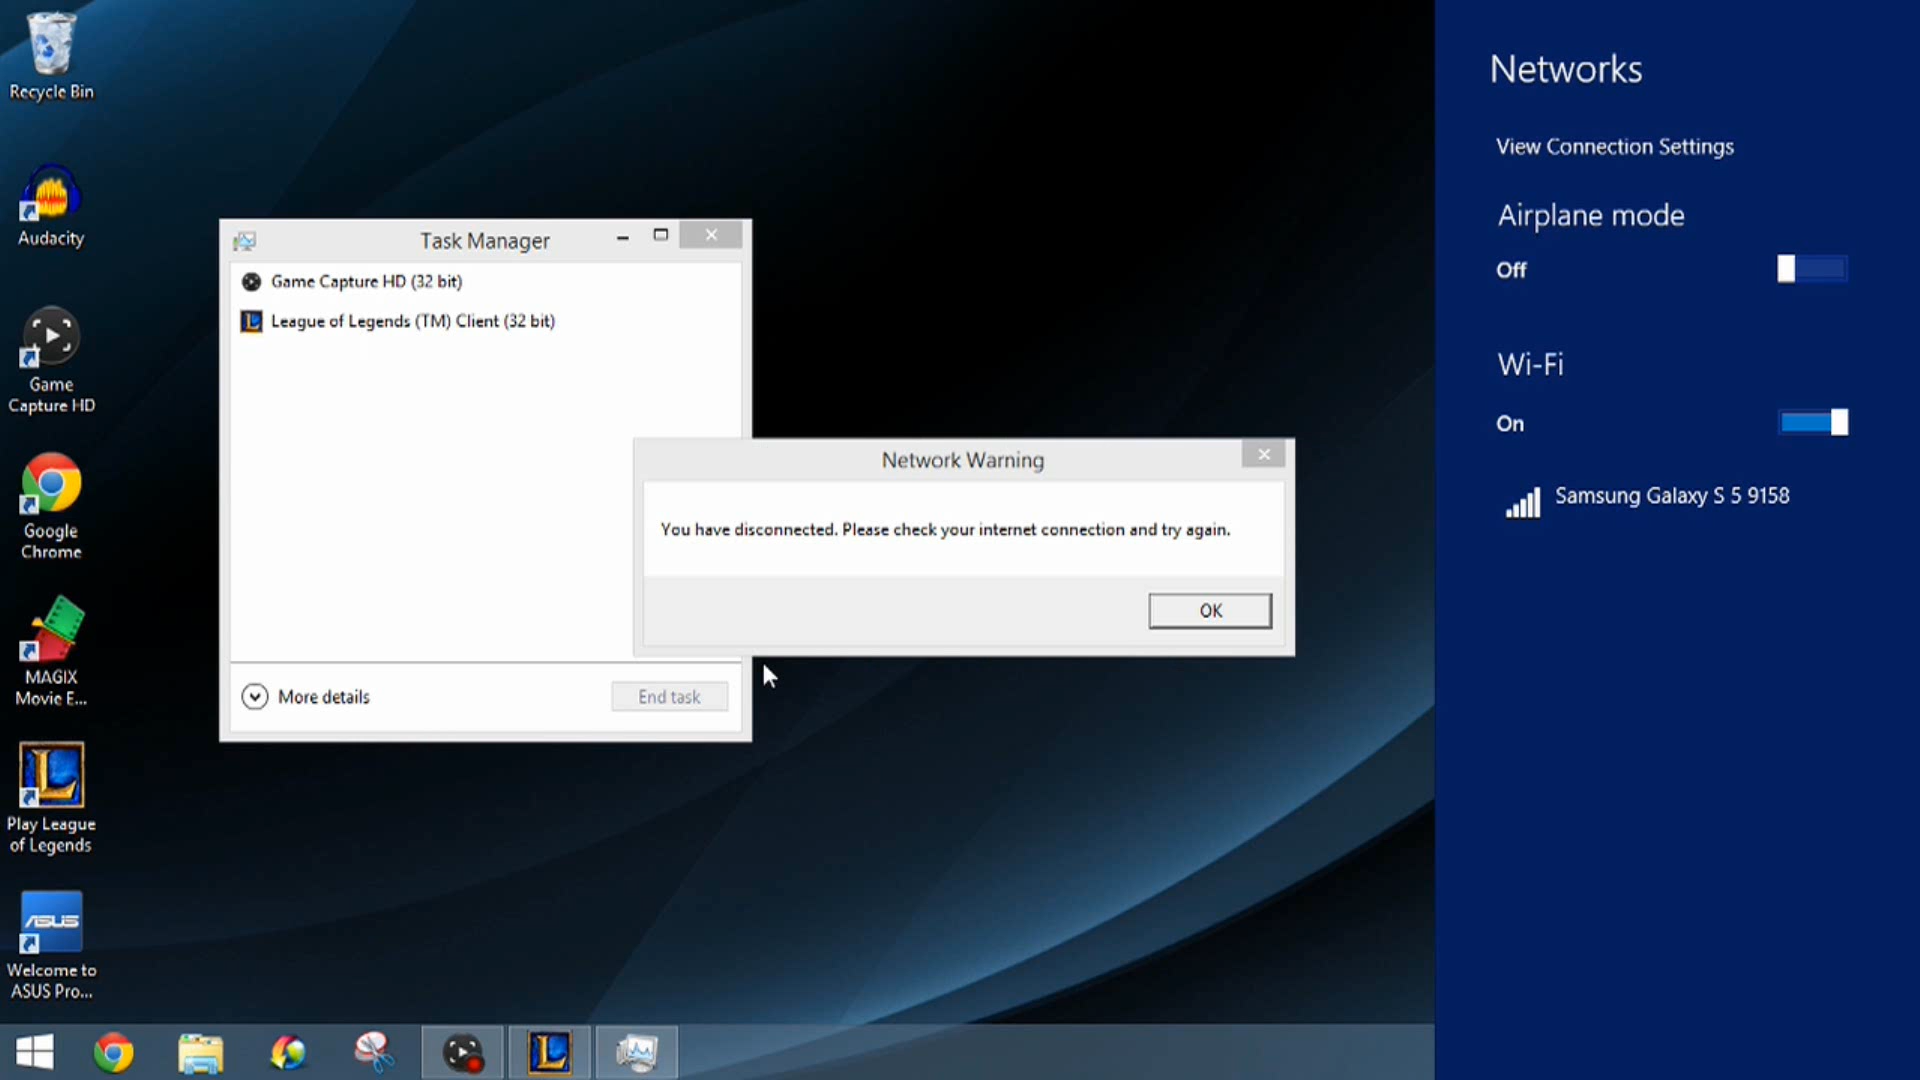 Recycle Bin
Audacity
Game
Capture HD
Google
Chrome
MAGIX
Movie E...
Play League
of Legends
ASUS
Welcome to
ASUS Pro...
Task Manager
Game Capture HD (32 bit)
League of Legends (TM) Client (32 bit)
More details
End task
Network Warning
You have disconnected. Please check your internet connection and try again.
OK
Networks
View Connection Settings
Airplane mode
Off
Wi-Fi
On
Samsung Galaxy S 5 9158